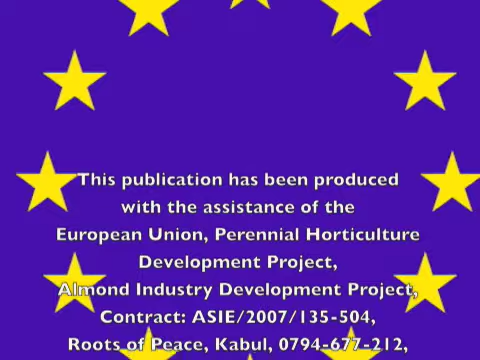 This publication has been produced
with the assistance of the
European Union, Perennial Horticulture
Development Project,
Almond Industry Development Project,
Contract: ASIE/2007/135-504,
Roots of Peace, Kabul, 0794-677-212,